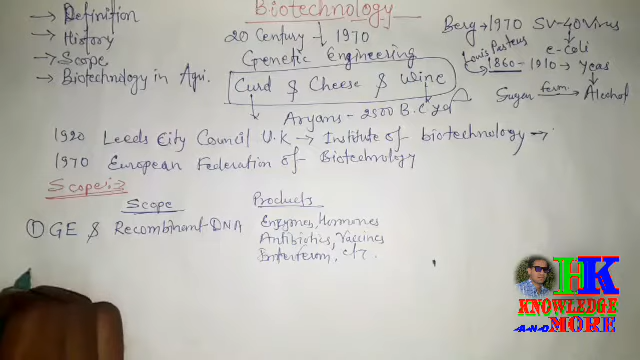 Biotechnology
→ Definition
→ History
→ Scope
→ Biotechnology in Agri.
20 Century → 1970
Genetic Engineering
Curd & Cheese & Wine
Aryans - 2500 B.C
Berg → 1970 SV-40 Virus
e-coli
Louis Pasteus
1860 - 1910 → Yeas
Sugar ferm. Alcohol
1920 Leeds City Council U.K → Institute of biotechnology →
1970 European Federation of Biotechnology
Scope:→
Scope Products
① GE & Recombinant-DNA Enzymes, Hormones
Antibiotics, Vaccines
Interferon, etc.
HK
KNOWLEDGE
MORE